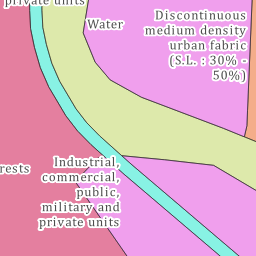 private units
Water
Discontinuous
medium density
urban fabric
(S.L. : 30% -
50%)
rests
Industrial,
commercial,
public,
military and
private units